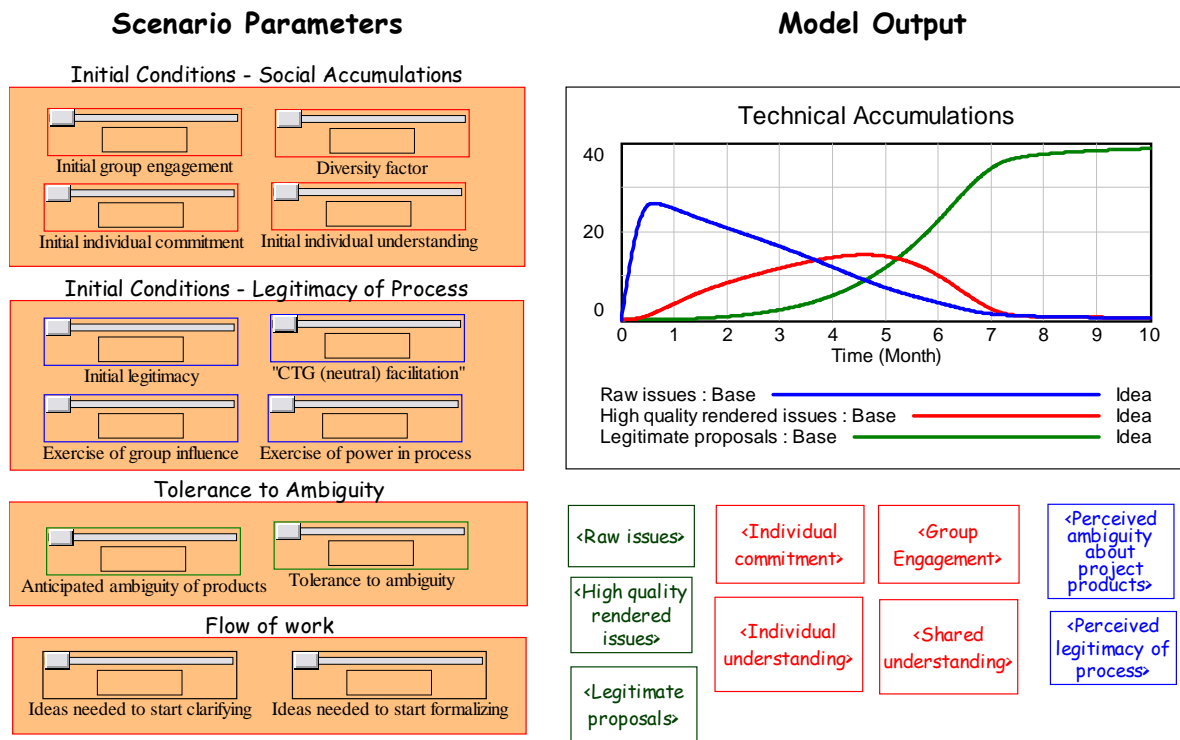 Scenario Parameters
Initial Conditions - Social Accumulations
Initial group engagement
Diversity factor
Initial individual commitment
Initial individual understanding
Initial Conditions - Legitimacy of Process
Initial legitimacy
"CTG (neutral) facilitation"
Exercise of group influence
Exercise of power in process
Tolerance to Ambiguity
Anticipated ambiguity of products
Tolerance to ambiguity
Flow of work
Ideas needed to start clarifying
Ideas needed to start formalizing
Model Output
Technical Accumulations
40
20
0
0 1 2 3 4 5 6 7 8 9 10
Time (Month)
Raw issues : Base Idea
High quality rendered issues : Base Idea
Legitimate proposals : Base Idea
<Raw issues>
<High quality
rendered
issues>
<Legitimate
proposals>
<Individual
commitment>
<Individual
understanding>
<Group
Engagement>
<Shared
understanding>
<Perceived
ambiguity
about
project
products>
<Perceived
legitimacy of
process>